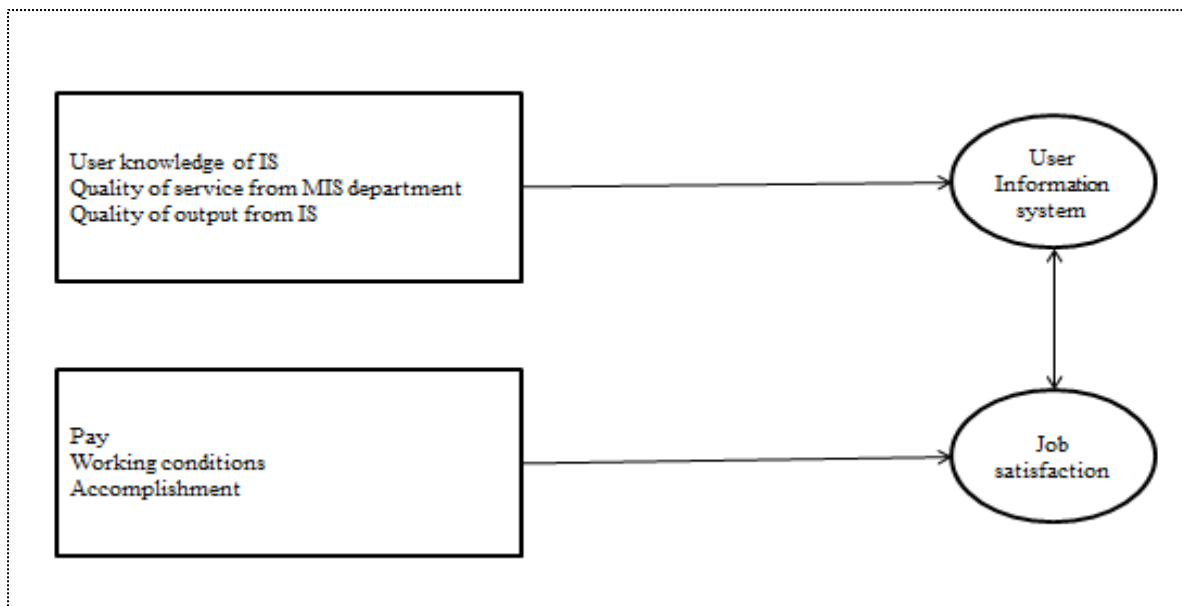 User knowledge of IS
Quality of service from MIS department
Quality of output from IS
User
Information
system
Pay
Working conditions
Accomplishment
Job
satisfaction